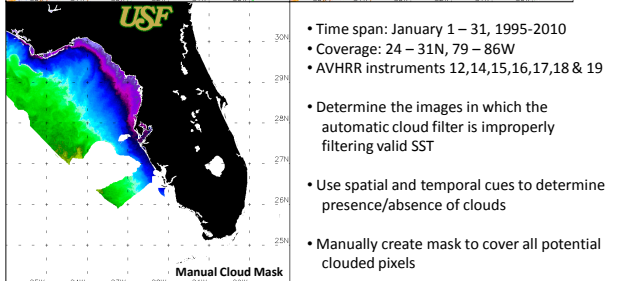 USF
30N
29N
28N
27N
26N
25N
Manual Cloud Mask
• Time span: January 1 – 31, 1995-2010
• Coverage: 24 – 31N, 79 – 86W
• AVHRR instruments 12,14,15,16,17,18 & 19
• Determine the images in which the
automatic cloud filter is improperly
filtering valid SST
• Use spatial and temporal cues to determine
presence/absence of clouds
• Manually create mask to cover all potential
clouded pixels